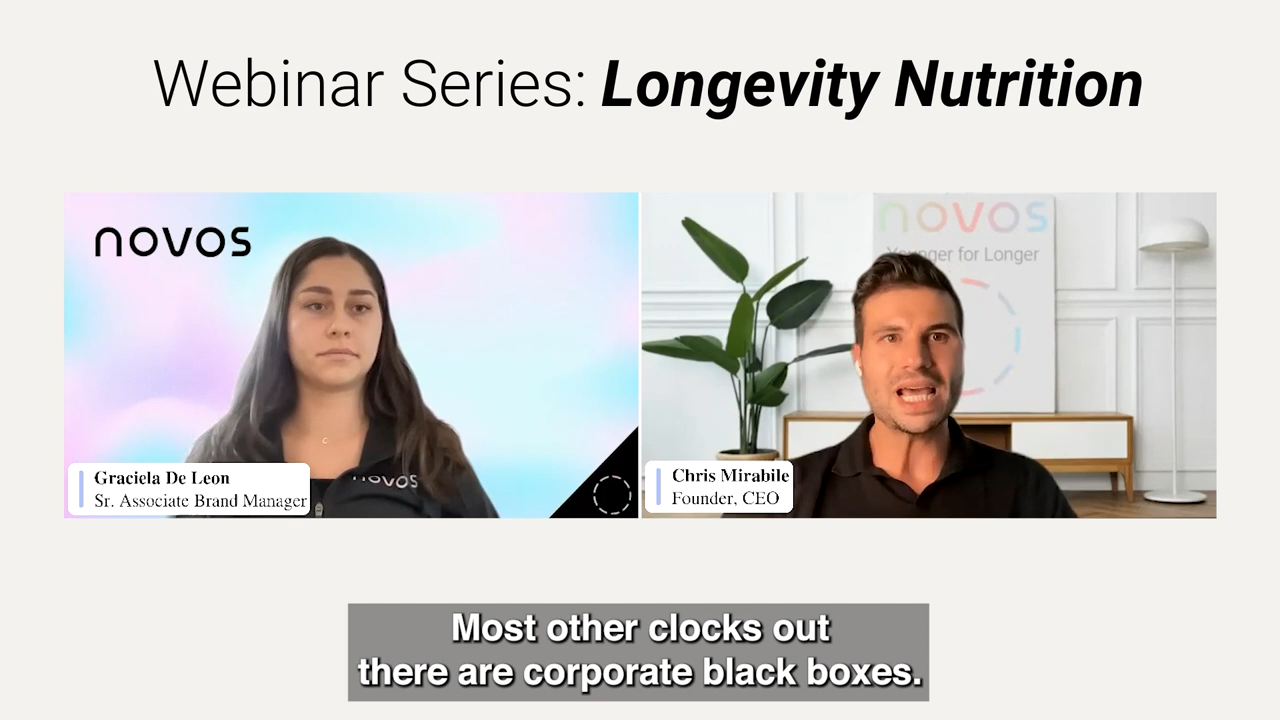 Webinar Series: Longevity Nutrition
novos
novos
Younger for Longer
novos
Graciela De Leon
Sr. Associate Brand Manager
Chris Mirabile
Founder, CEO
Most other clocks out
there are corporate black boxes.